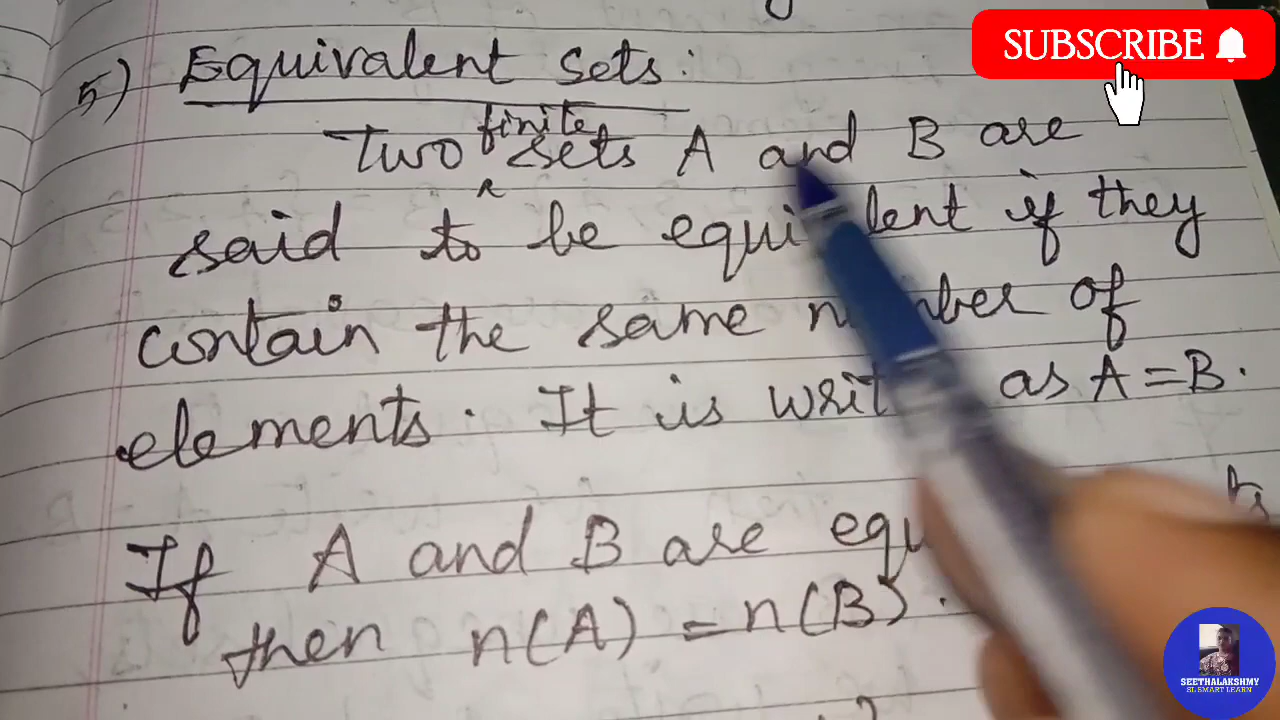 SUBSCRIBE
5) Equivalent sets:
Two finite sets A and B are
said to be equi lent if they
contain the same number of
elements. It is writ as A = B.
If A and B are equ
then n(A) = n(B).
SEETHALAKSHMY
SL SMART LEARN